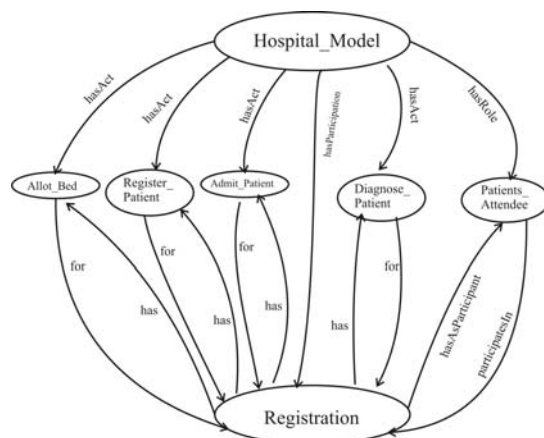 Hospital_Model
hasAct
hasAct
hasAct
hasParticipation
hasAct
hasRole
Allot_Bed
Register_
Patient
Admit_Patient
Diagnose_
Patient
Patients_
Attendee
for
for
for
for
has
has
has
has
hasAsParticipant
participatesIn
Registration